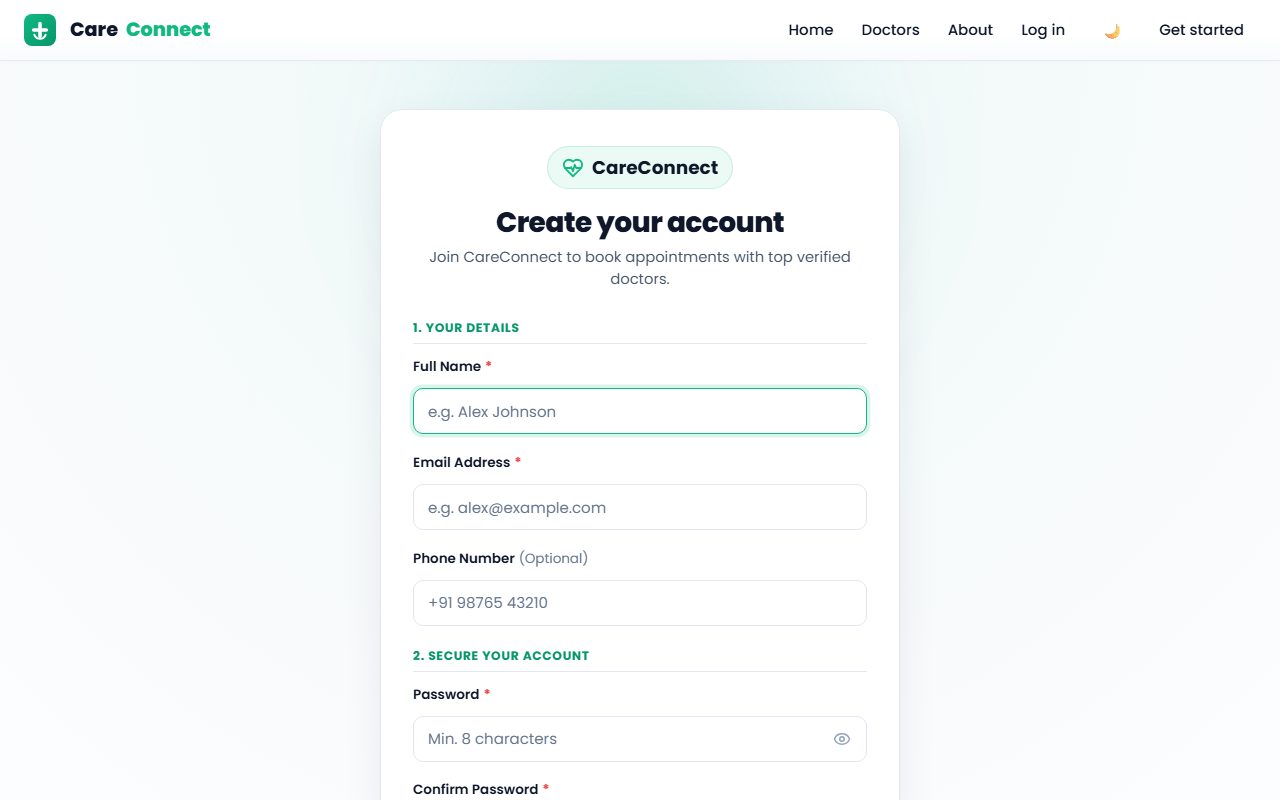 Care Connect
Home Doctors About Log in Get started
CareConnect
Create your account
Join CareConnect to book appointments with top verified
doctors.
1. YOUR DETAILS
Full Name *
e.g. Alex Johnson
Email Address *
e.g. alex@example.com
Phone Number (Optional)
+91 98765 43210
2. SECURE YOUR ACCOUNT
Password *
Min. 8 characters
Confirm Password *